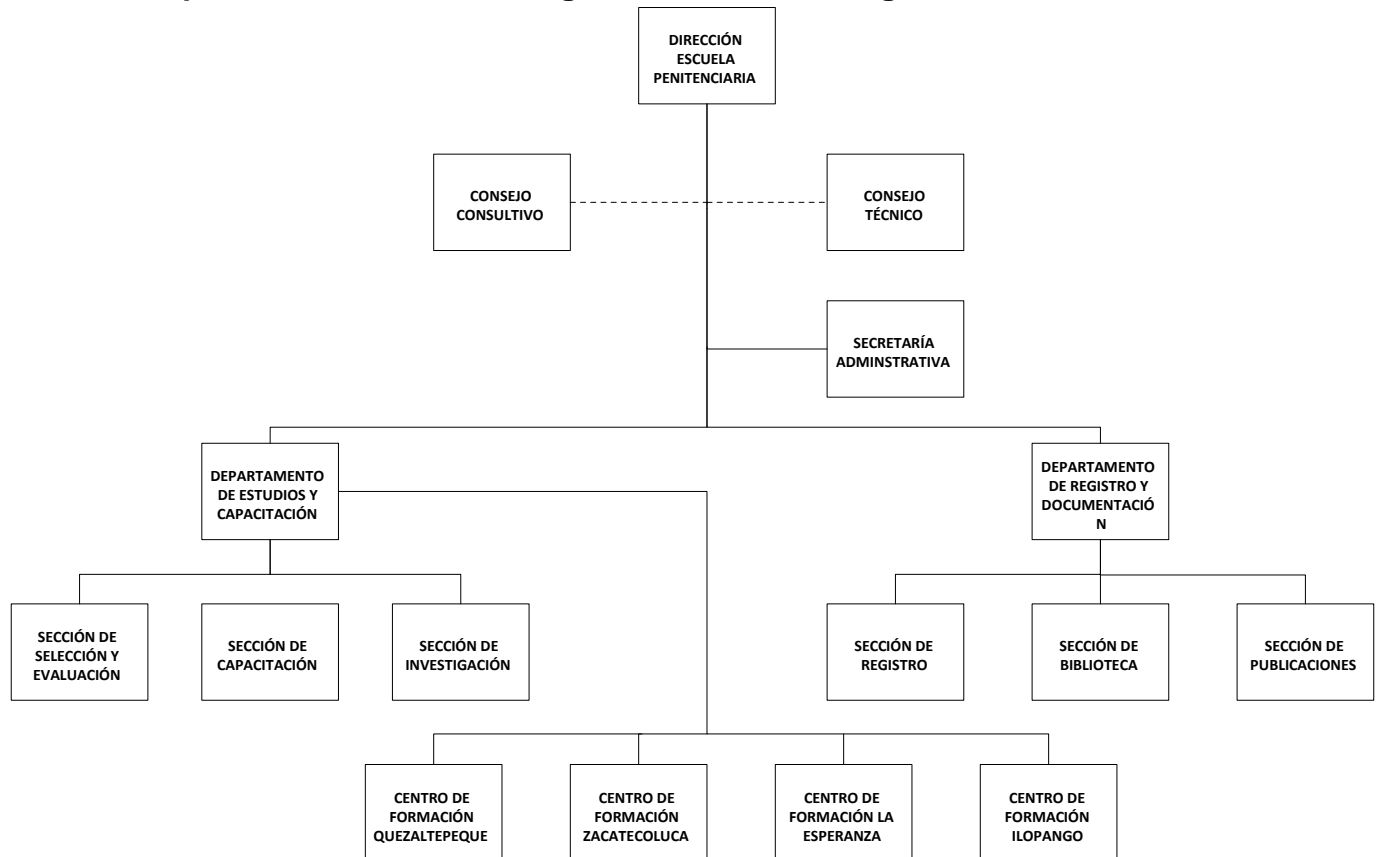 DIRECCIÓN
ESCUELA
PENITENCIARIA
CONSEJO
CONSULTIVO
CONSEJO
TÉCNICO
SECRETARÍA
ADMINSTRATIVA
DEPARTAMENTO
DE ESTUDIOS Y
CAPACITACIÓN
DEPARTAMENTO
DE REGISTRO Y
DOCUMENTACIÓ
N
SECCIÓN DE
SELECCIÓN Y
EVALUACIÓN
SECCIÓN DE
CAPACITACIÓN
SECCIÓN DE
INVESTIGACIÓN
SECCIÓN DE
REGISTRO
SECCIÓN DE
BIBLIOTECA
SECCIÓN DE
PUBLICACIONES
CENTRO DE
FORMACIÓN
QUEZALTEPEQUE
CENTRO DE
FORMACIÓN
ZACATECOLUCA
CENTRO DE
FORMACIÓN LA
ESPERANZA
CENTRO DE
FORMACIÓN
ILOPANGO